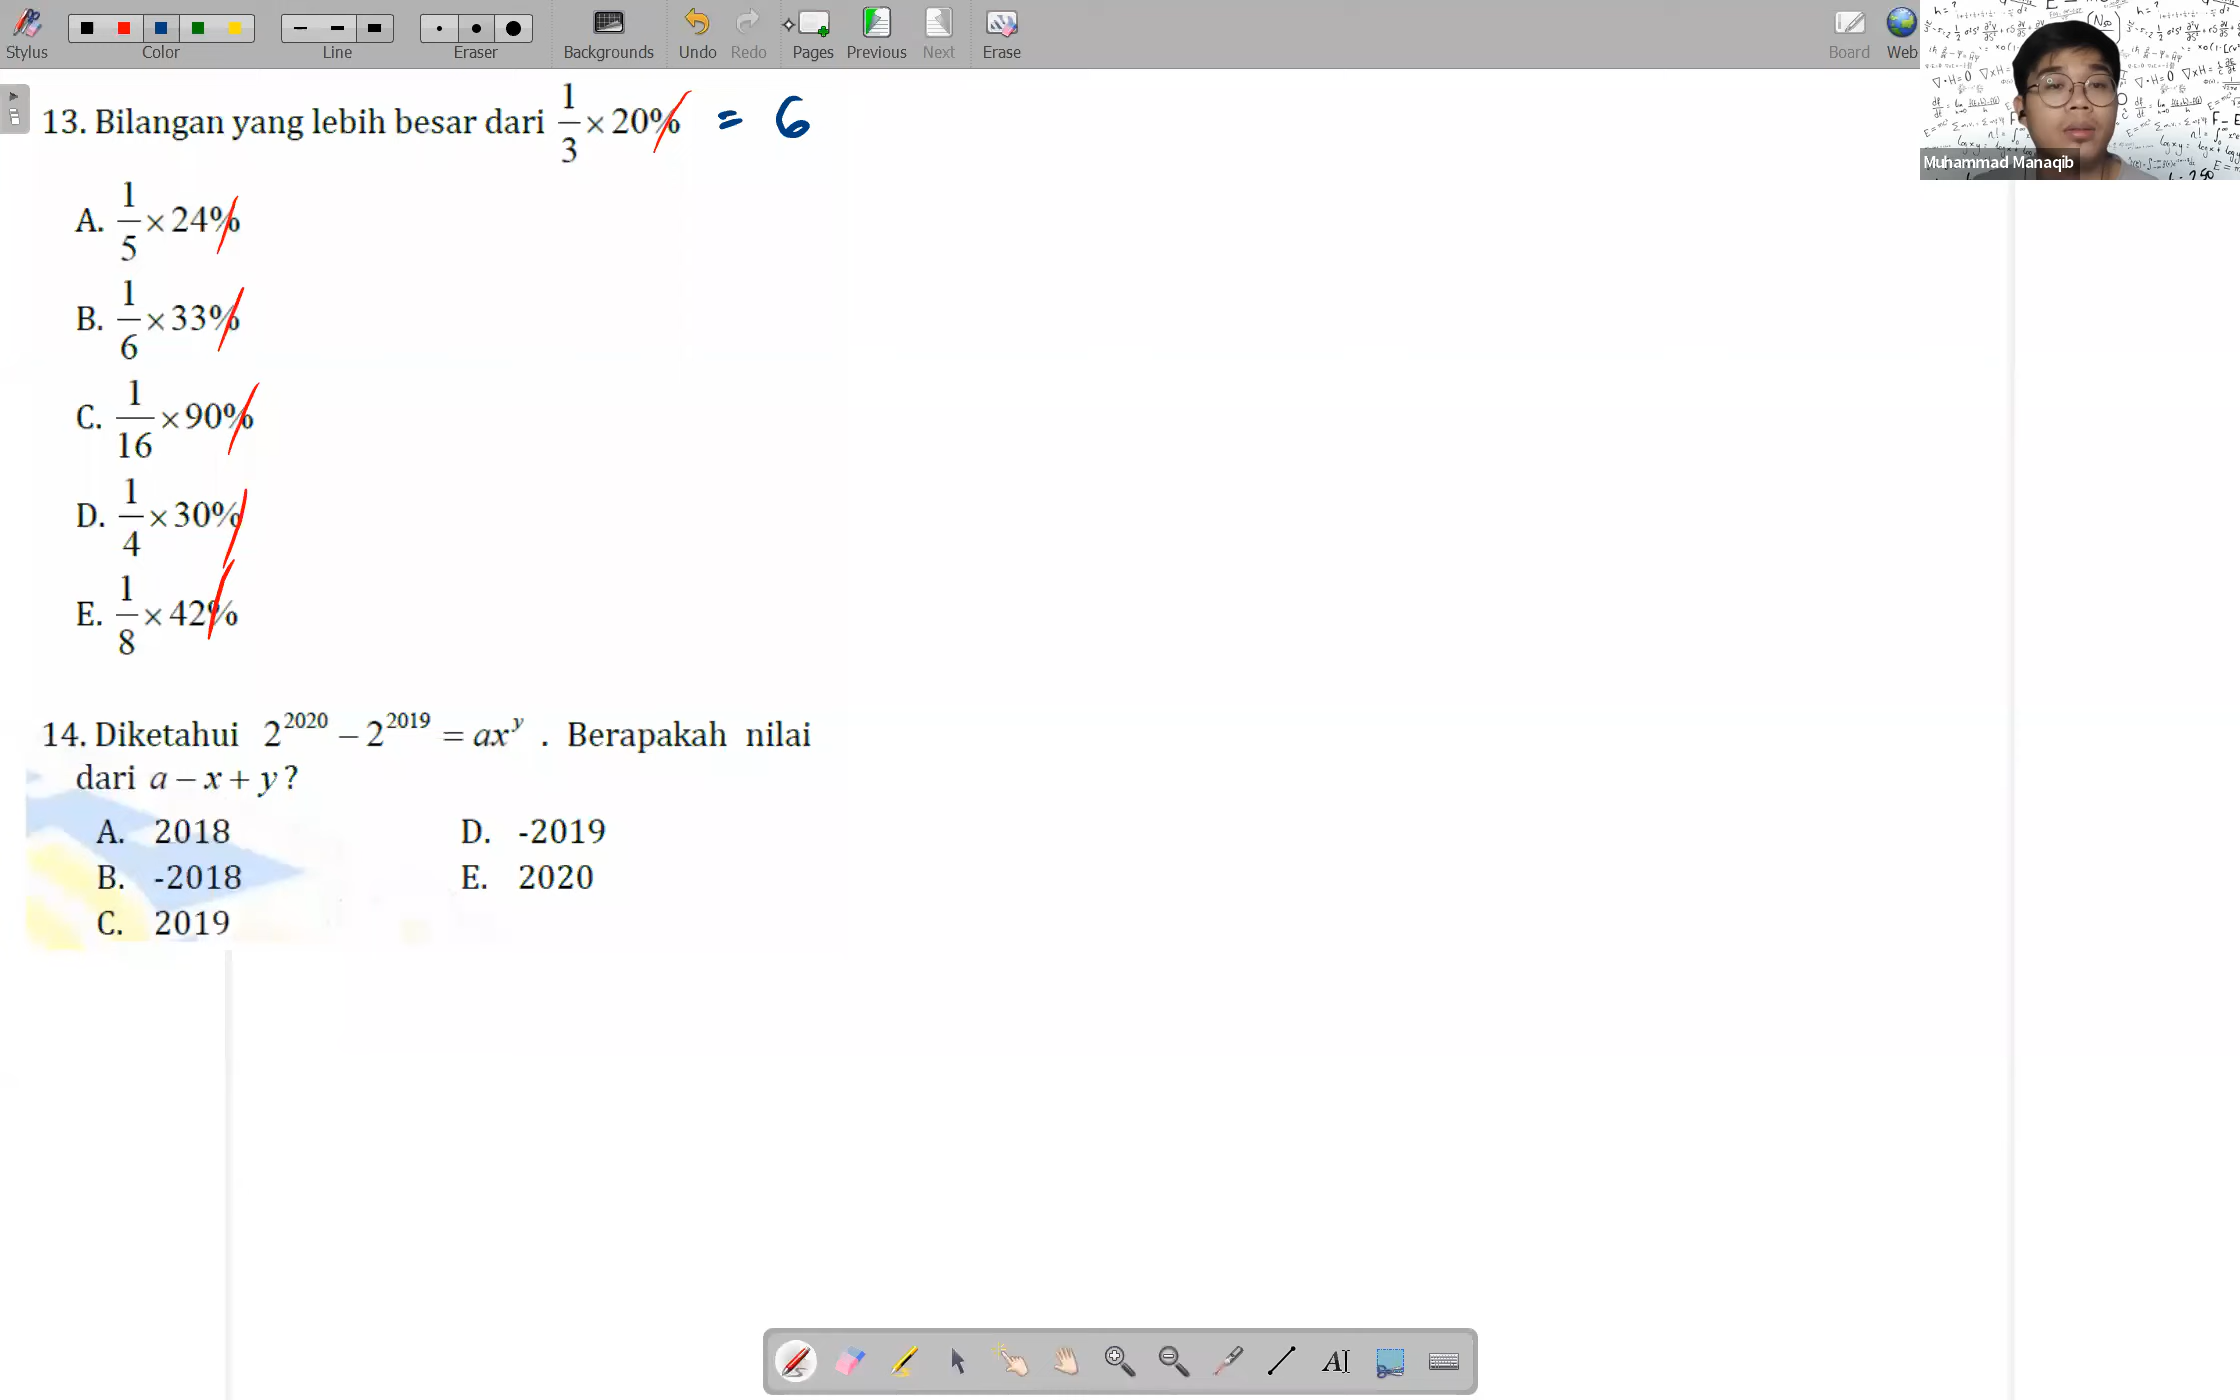 Stylus Color Line Eraser Backgrounds Undo Redo Pages Previous Next Erase Board Web
Muhammad Manaqib
13. Bilangan yang lebih besar dari 1/3 × 20% = 6
A. 1/5 × 24%
B. 1/6 × 33%
C. 1/16 × 90%
D. 1/4 × 30%
E. 1/8 × 42%
14. Diketahui 2^2020 − 2^2019 = ax^y . Berapakah nilai
dari a − x + y?
A. 2018
B. -2018
C. 2019
D. -2019
E. 2020